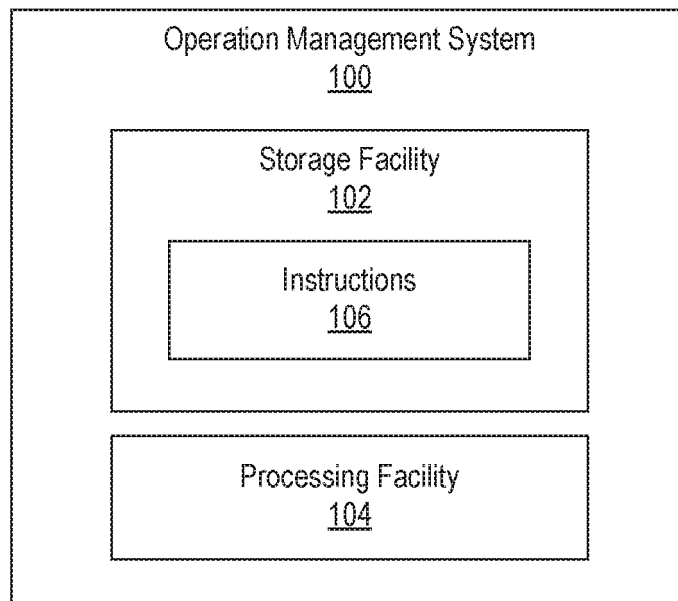 Operation Management System
100
Storage Facility
102
Instructions
106
Processing Facility
104